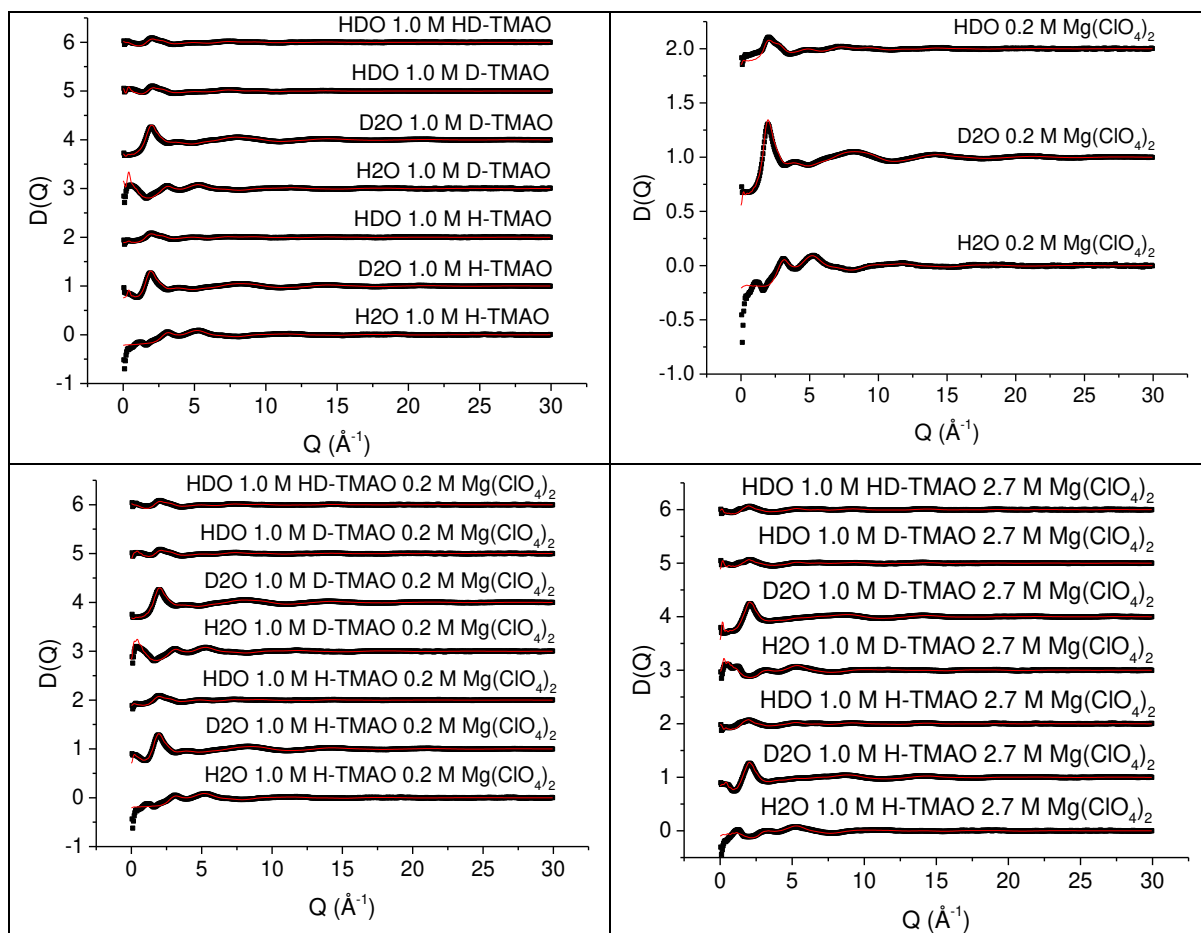 HDO 1.0 M HD-TMAO
HDO 1.0 M D-TMAO
D2O 1.0 M D-TMAO
H2O 1.0 M D-TMAO
HDO 1.0 M H-TMAO
D2O 1.0 M H-TMAO
H2O 1.0 M H-TMAO
6
5
4
3
2
1
0
-1
D(Q)
0 5 10 15 20 25 30
Q (Å⁻¹)
HDO 0.2 M Mg(ClO₄)₂
D2O 0.2 M Mg(ClO₄)₂
H2O 0.2 M Mg(ClO₄)₂
2.0
1.5
1.0
0.5
0.0
-0.5
-1.0
D(Q)
0 5 10 15 20 25 30
Q (Å⁻¹)
HDO 1.0 M HD-TMAO 0.2 M Mg(ClO₄)₂
HDO 1.0 M D-TMAO 0.2 M Mg(ClO₄)₂
D2O 1.0 M D-TMAO 0.2 M Mg(ClO₄)₂
H2O 1.0 M D-TMAO 0.2 M Mg(ClO₄)₂
HDO 1.0 M H-TMAO 0.2 M Mg(ClO₄)₂
D2O 1.0 M H-TMAO 0.2 M Mg(ClO₄)₂
H2O 1.0 M H-TMAO 0.2 M Mg(ClO₄)₂
6
5
4
3
2
1
0
-1
D(Q)
0 5 10 15 20 25 30
Q (Å⁻¹)
HDO 1.0 M HD-TMAO 2.7 M Mg(ClO₄)₂
HDO 1.0 M D-TMAO 2.7 M Mg(ClO₄)₂
D2O 1.0 M D-TMAO 2.7 M Mg(ClO₄)₂
H2O 1.0 M D-TMAO 2.7 M Mg(ClO₄)₂
HDO 1.0 M H-TMAO 2.7 M Mg(ClO₄)₂
D2O 1.0 M H-TMAO 2.7 M Mg(ClO₄)₂
H2O 1.0 M H-TMAO 2.7 M Mg(ClO₄)₂
6
5
4
3
2
1
0
D(Q)
0 5 10 15 20 25 30
Q (Å⁻¹)